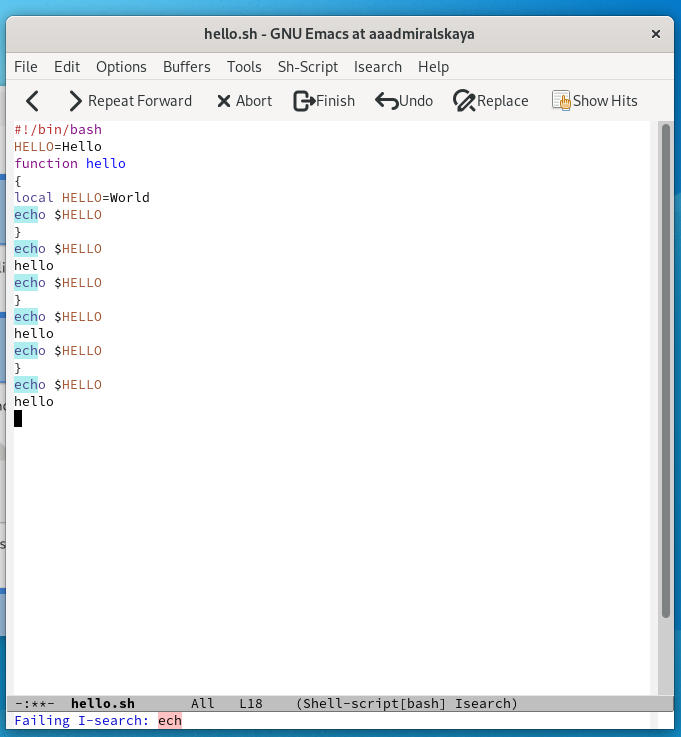 hello.sh - GNU Emacs at aaadmiralskaya
File Edit Options Buffers Tools Sh-Script Isearch Help
Repeat Forward Abort Finish Undo Replace Show Hits
#!/bin/bash
HELLO=Hello
function hello
{
local HELLO=World
echo $HELLO
}
echo $HELLO
hello
echo $HELLO
}
echo $HELLO
hello
echo $HELLO
}
echo $HELLO
hello
-:**- hello.sh All L18 (Shell-script[bash] Isearch)
Failing I-search: ech